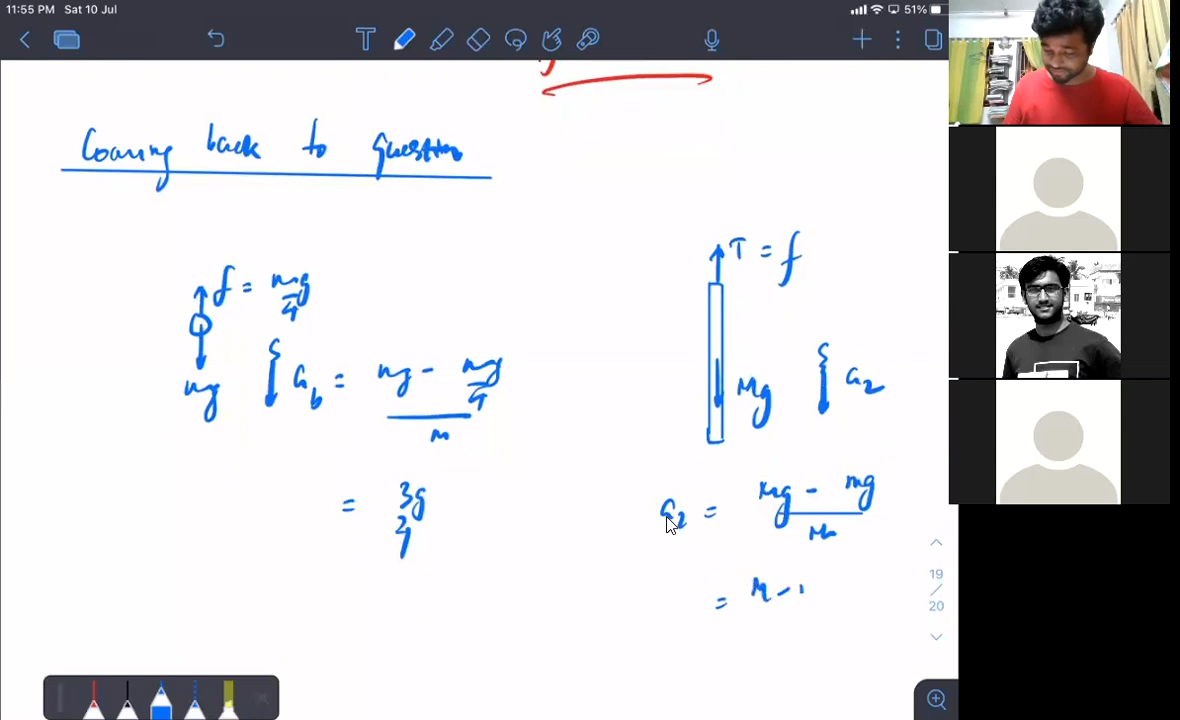 11:55 PM Sat 10 Jul
51%
Coming back to question
f = mg/4
mg
a_b = mg - mg/4 / m
= 3g/4
T = f
Mg
a_2
a_2 = Mg - mg / M
= M -
19
/
20